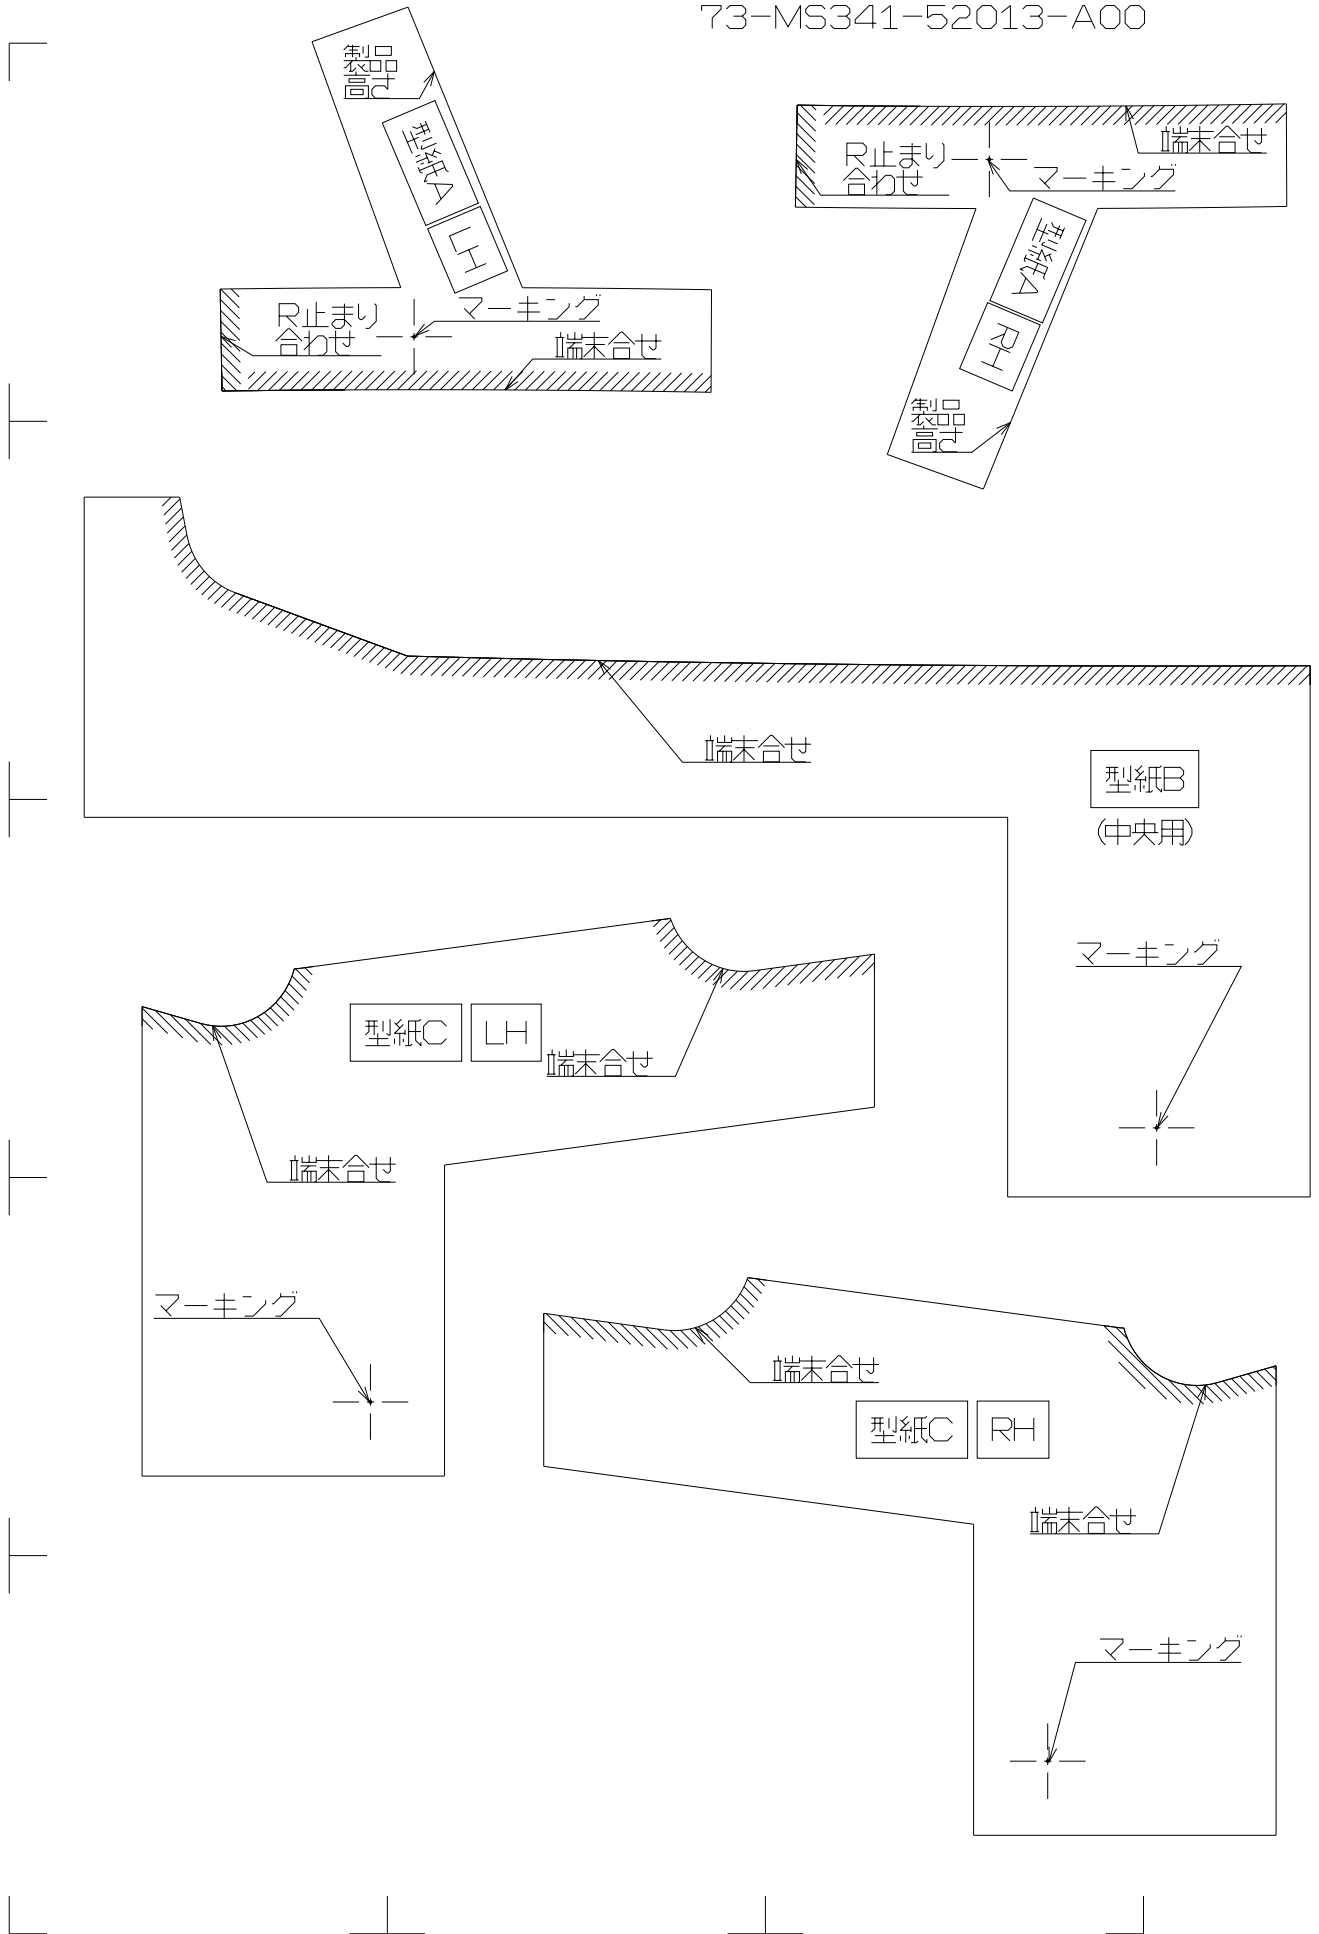 73-MS341-52013-A00
製品
高さ
型紙A
LH
R止まり
合わせ
マーキング
端末合せ
端末合せ
R止まり
合わせ
マーキング
型紙A
RH
製品
高さ
端末合せ
型紙B
(中央用)
マーキング
型紙C
LH
端末合せ
端末合せ
マーキング
端末合せ
型紙C
RH
端末合せ
マーキング